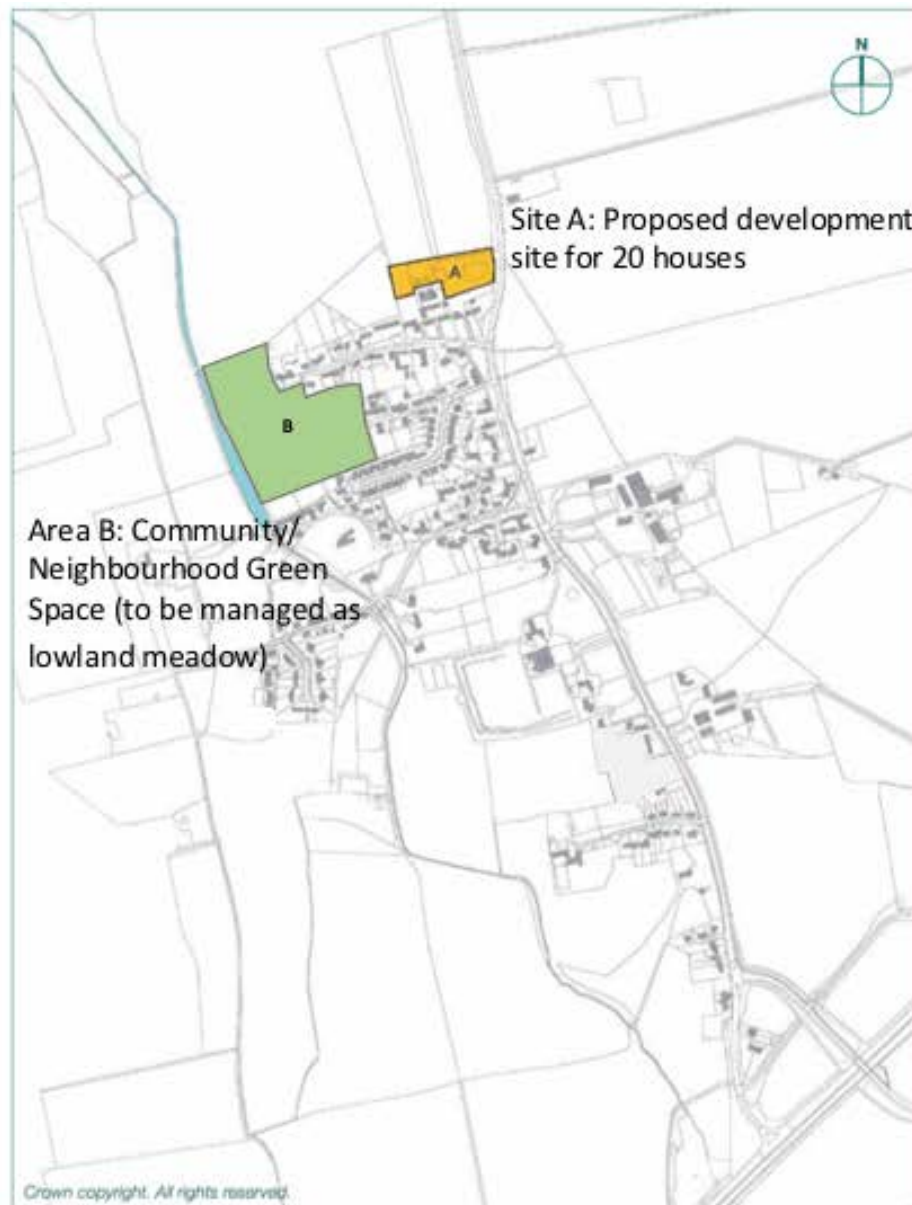 N
Site A: Proposed development
site for 20 houses
A
B
Area B: Community/
Neighbourhood Green
Space (to be managed as
lowland meadow)
Crown copyright. All rights reserved.